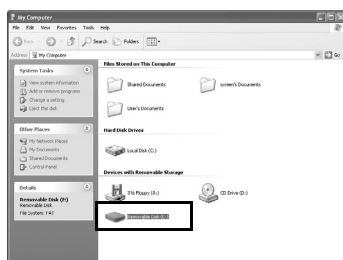 My Computer
File Edit View Favorites Tools Help
Back Search Folders
Address My Computer Go
System Tasks
View system information
Add or remove programs
Change a setting
Eject this disk
Other Places
My Network Places
My Documents
Shared Documents
Control Panel
Details
Removable Disk (F:)
Removable Disk
File System: FAT
Files Stored on This Computer
Shared Documents
screen's Documents
User's Documents
Hard Disk Drives
Local Disk (C:)
Devices with Removable Storage
3½ Floppy (A:)
CD Drive (D:)
Removable Disk